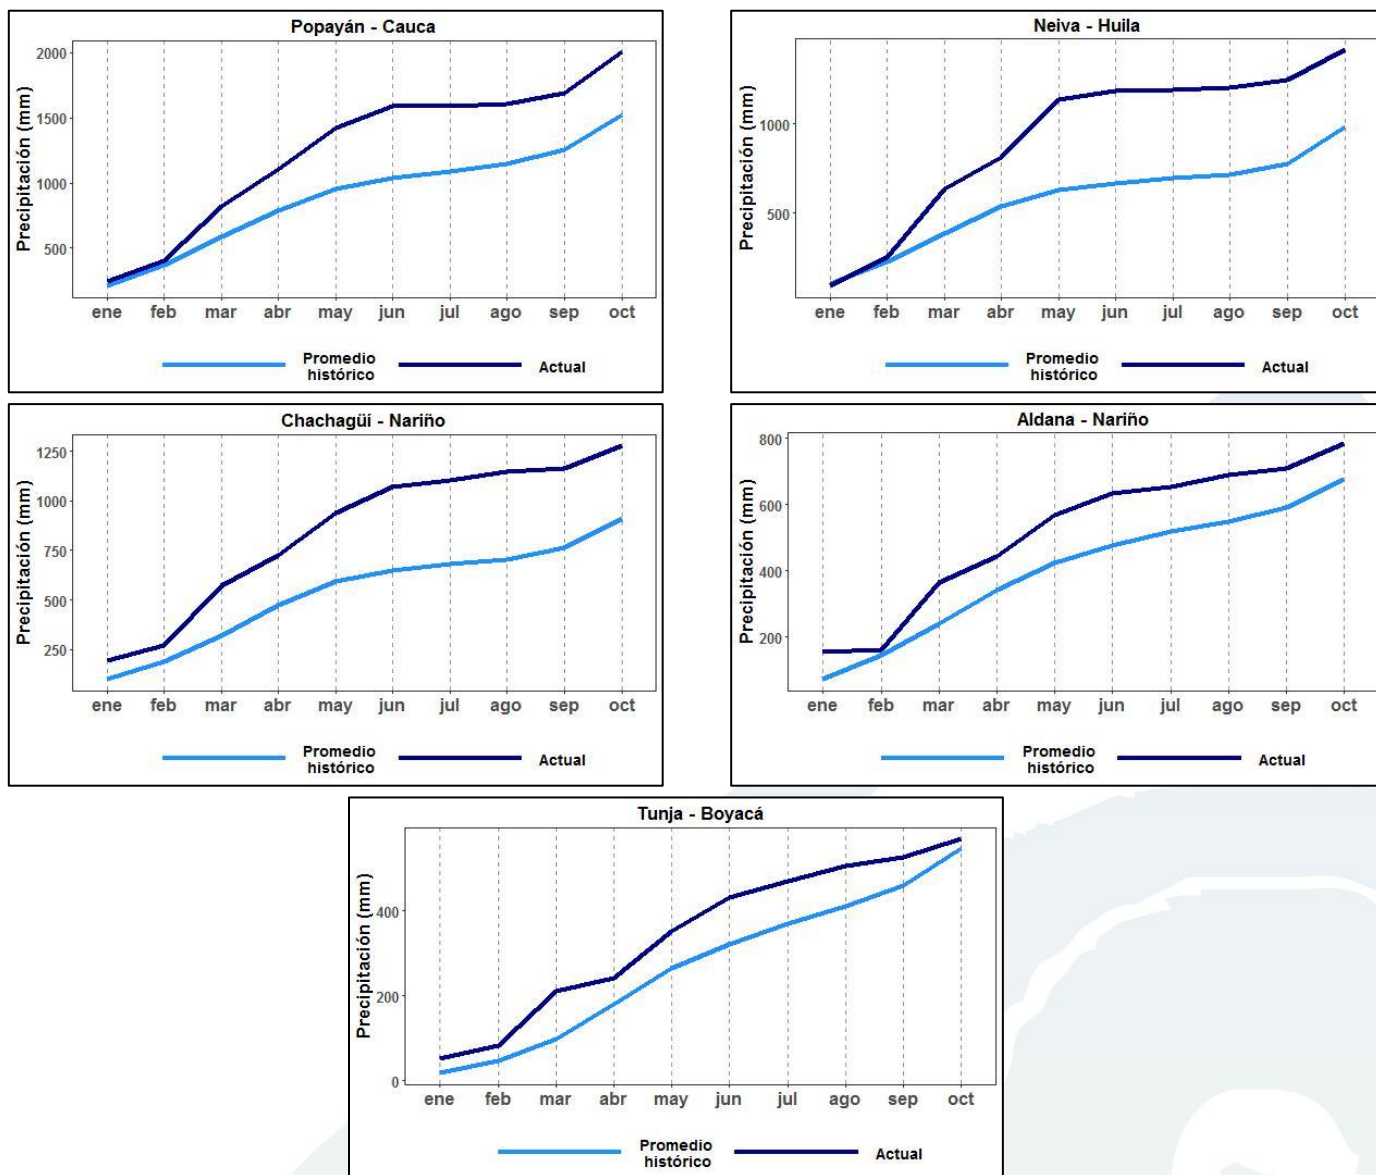 Popayán - Cauca
Precipitación (mm)
2000
1500
1000
500
ene feb mar abr may jun jul ago sep oct
Promedio
histórico
Actual
Neiva - Huila
Precipitación (mm)
1000
500
ene feb mar abr may jun jul ago sep oct
Promedio
histórico
Actual
Chachagüí - Nariño
Precipitación (mm)
1250
1000
750
500
250
ene feb mar abr may jun jul ago sep oct
Promedio
histórico
Actual
Aldana - Nariño
Precipitación (mm)
800
600
400
200
ene feb mar abr may jun jul ago sep oct
Promedio
histórico
Actual
Tunja - Boyacá
Precipitación (mm)
400
200
0
ene feb mar abr may jun jul ago sep oct
Promedio
histórico
Actual